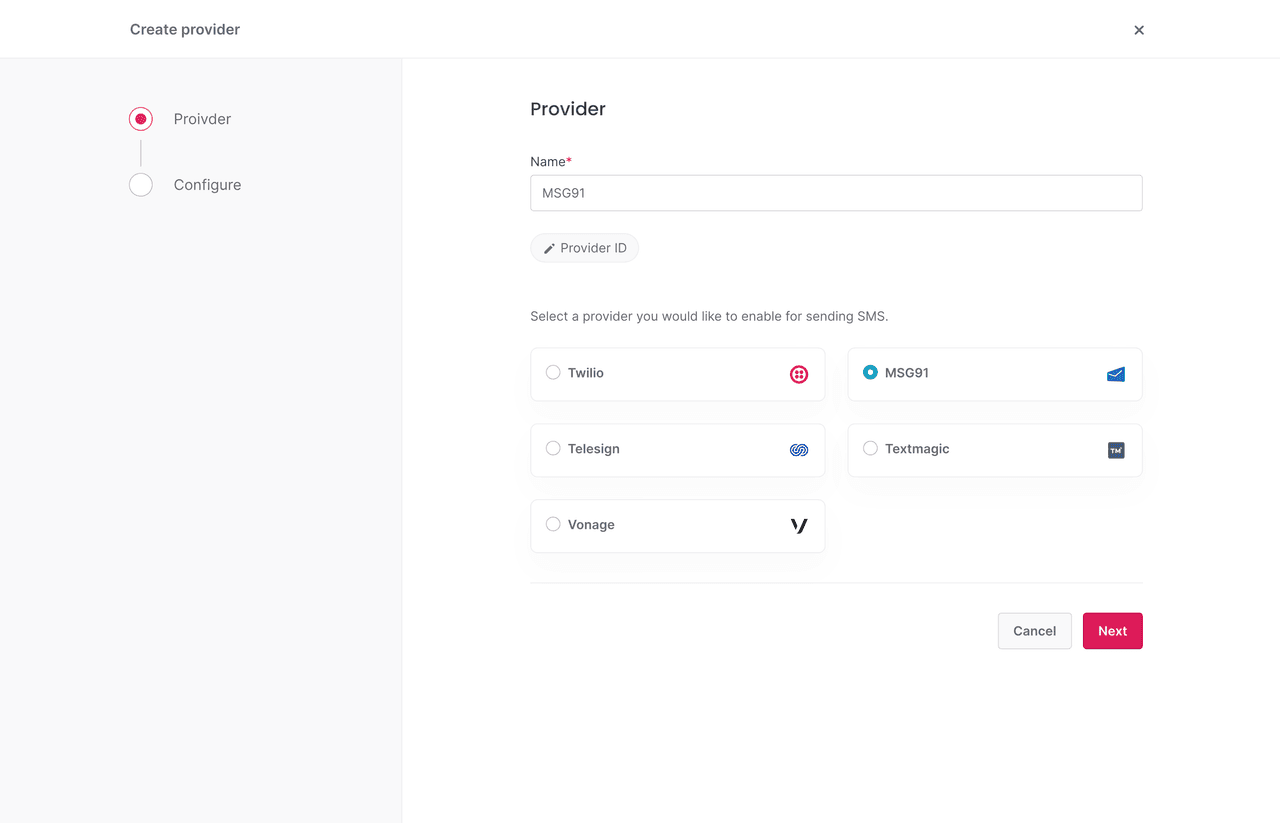 Create provider
Proivder
Configure
Provider
Name*
MSG91
Provider ID
Select a provider you would like to enable for sending SMS.
Twilio
MSG91
Telesign
Textmagic
TM
Vonage
Cancel
Next